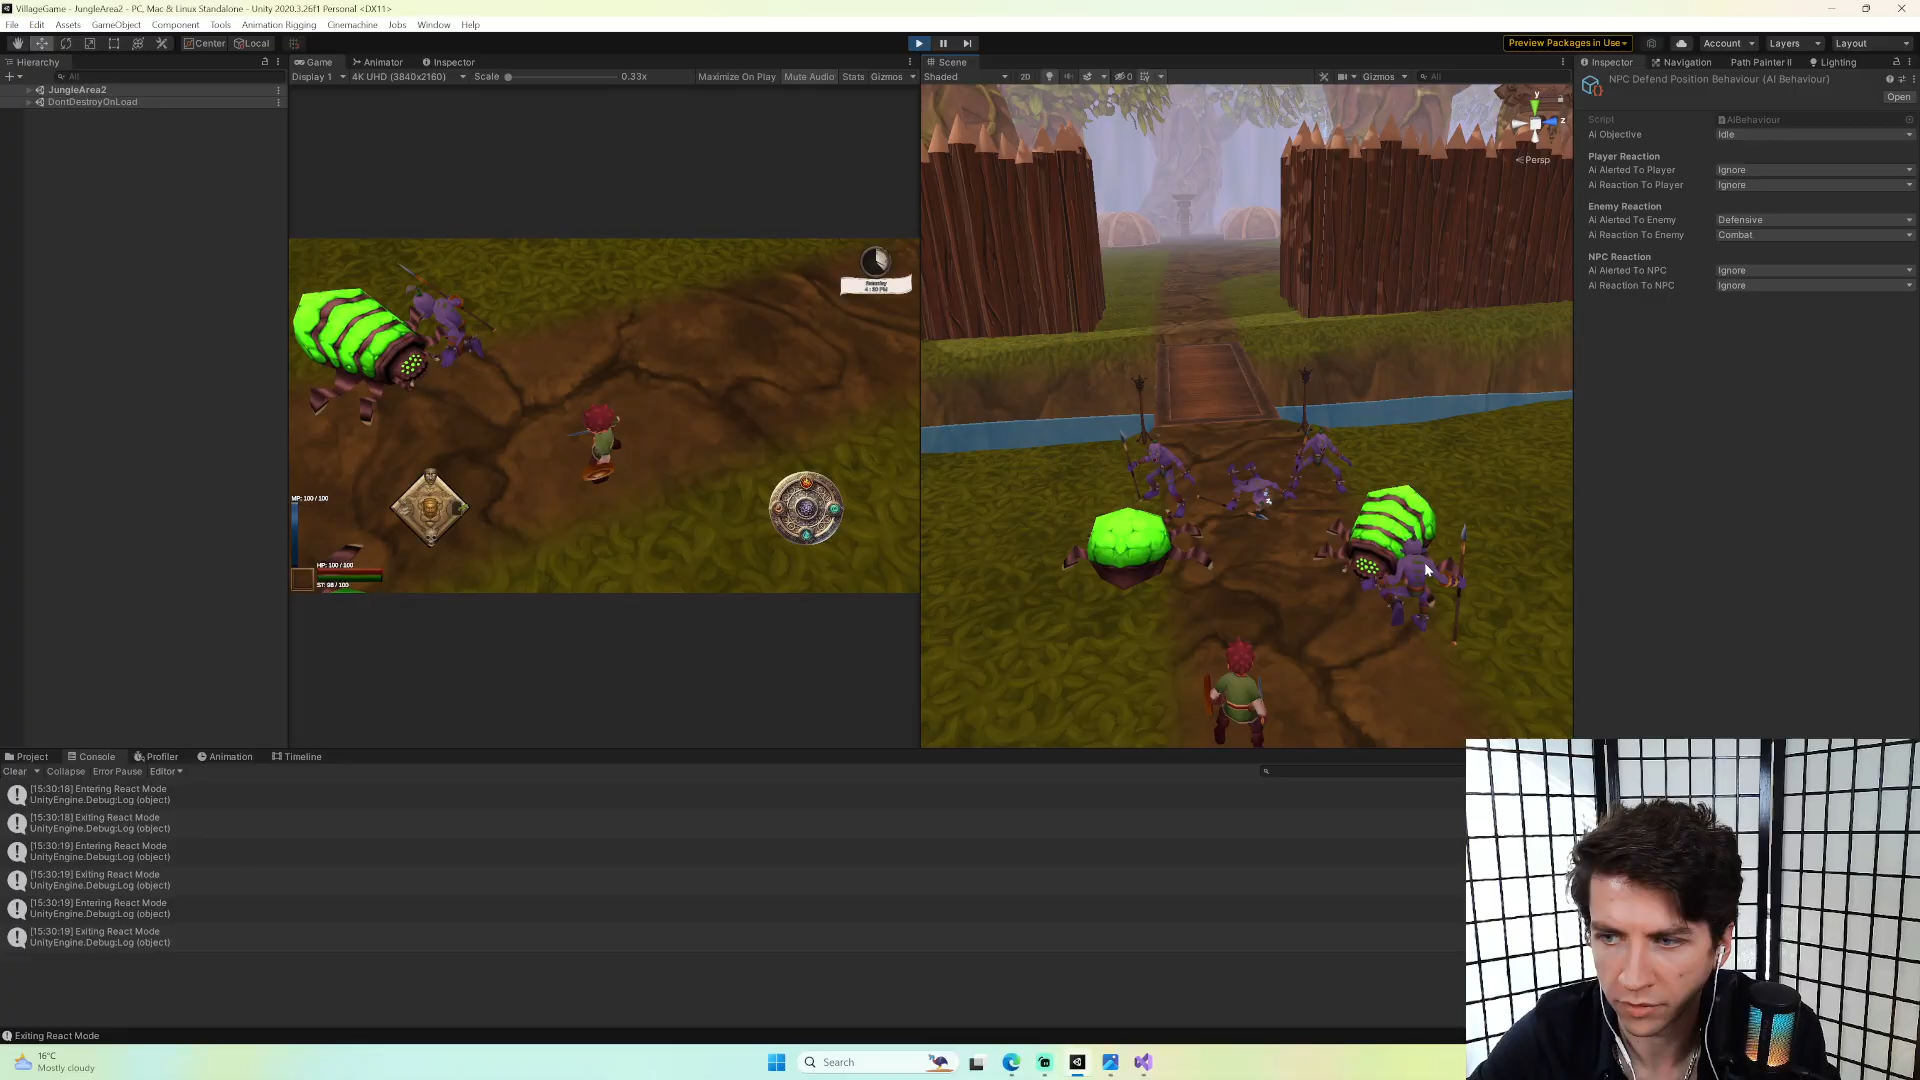 VillageGame - JungleArea2 - PC, Mac & Linux Standalone - Unity 2020.3.26f1 Personal <DX11>
File Edit Assets GameObject Component Tools Animation Rigging Cinemachine Jobs Window Help
Center Local
Preview Packages in Use Account Layers Layout
Hierarchy
All
JungleArea2
DontDestroyOnLoad
Game Animator Inspector
Display 1 4K UHD (3840x2160) Scale 0.33x Maximize On Play Mute Audio Stats Gizmos
4:30 PM
MP: 100 / 100
HP: 100 / 100
ST: 98 / 100
Scene
Shaded 2D 0 Gizmos All
y
z
Persp
Inspector Navigation Path Painter II Lighting
NPC Defend Position Behaviour (AI Behaviour)
Open
Script AIBehaviour
Ai Objective Idle
Player Reaction
Ai Alerted To Player Ignore
Ai Reaction To Player Ignore
Enemy Reaction
Ai Alerted To Enemy Defensive
Ai Reaction To Enemy Combat
NPC Reaction
Ai Alerted To NPC Ignore
Ai Reaction To NPC Ignore
Project Console Profiler Animation Timeline
Clear Collapse Error Pause Editor
[15:30:18] Entering React Mode
UnityEngine.Debug:Log (object)
[15:30:18] Exiting React Mode
UnityEngine.Debug:Log (object)
[15:30:19] Entering React Mode
UnityEngine.Debug:Log (object)
[15:30:19] Exiting React Mode
UnityEngine.Debug:Log (object)
[15:30:19] Entering React Mode
UnityEngine.Debug:Log (object)
[15:30:19] Exiting React Mode
UnityEngine.Debug:Log (object)
Exiting React Mode
16°C
Mostly cloudy
Search